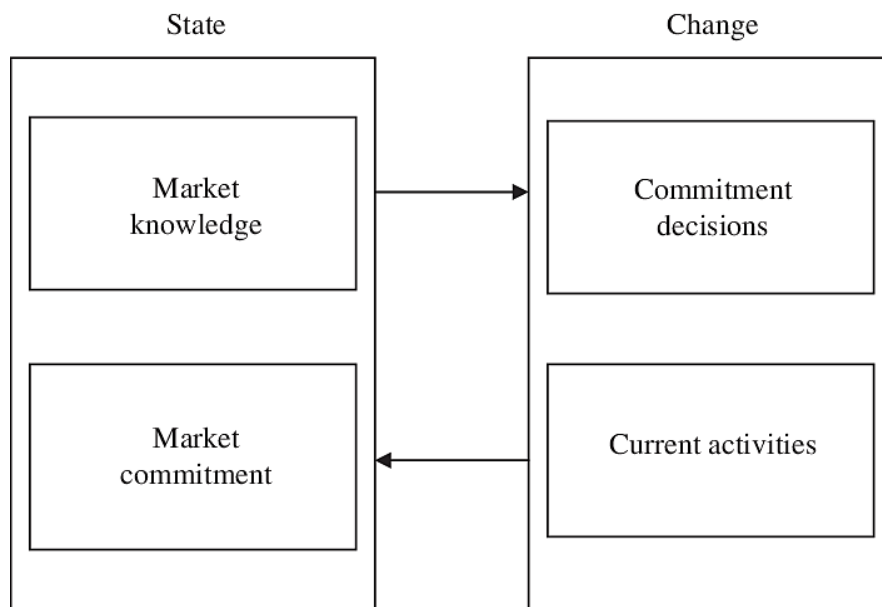 State
Change
Market
knowledge
Commitment
decisions
Market
commitment
Current activities